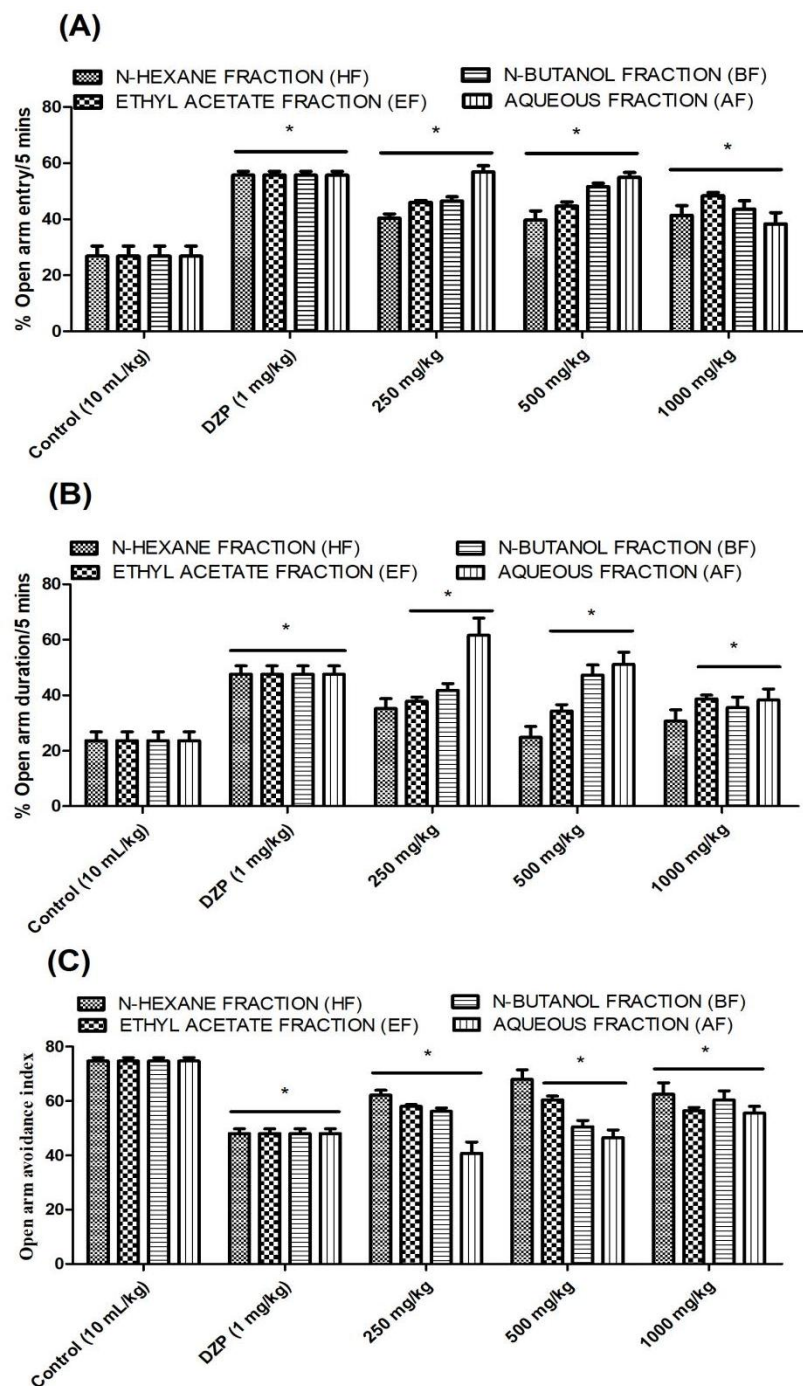 (A)
N-HEXANE FRACTION (HF) N-BUTANOL FRACTION (BF)
ETHYL ACETATE FRACTION (EF) AQUEOUS FRACTION (AF)
% Open arm entry/5 mins
80
60
40
20
0
* * * *
Control (10 mL/kg) DZP (1 mg/kg) 250 mg/kg 500 mg/kg 1000 mg/kg
(B)
N-HEXANE FRACTION (HF) N-BUTANOL FRACTION (BF)
ETHYL ACETATE FRACTION (EF) AQUEOUS FRACTION (AF)
% Open arm duration/5 mins
80
60
40
20
0
* * * *
Control (10 mL/kg) DZP (1 mg/kg) 250 mg/kg 500 mg/kg 1000 mg/kg
(C)
N-HEXANE FRACTION (HF) N-BUTANOL FRACTION (BF)
ETHYL ACETATE FRACTION (EF) AQUEOUS FRACTION (AF)
Open arm avoidance index
80
60
40
20
0
* * * *
Control (10 mL/kg) DZP (1 mg/kg) 250 mg/kg 500 mg/kg 1000 mg/kg